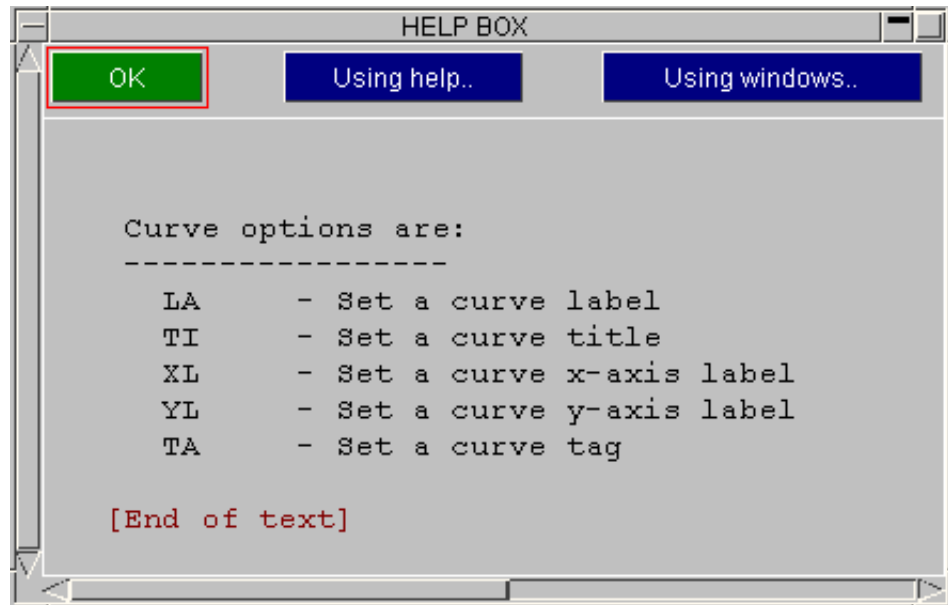 HELP BOX
OK Using help.. Using windows..
Curve options are:
-----------------
LA - Set a curve label
TI - Set a curve title
XL - Set a curve x-axis label
YL - Set a curve y-axis label
TA - Set a curve tag
[End of text]